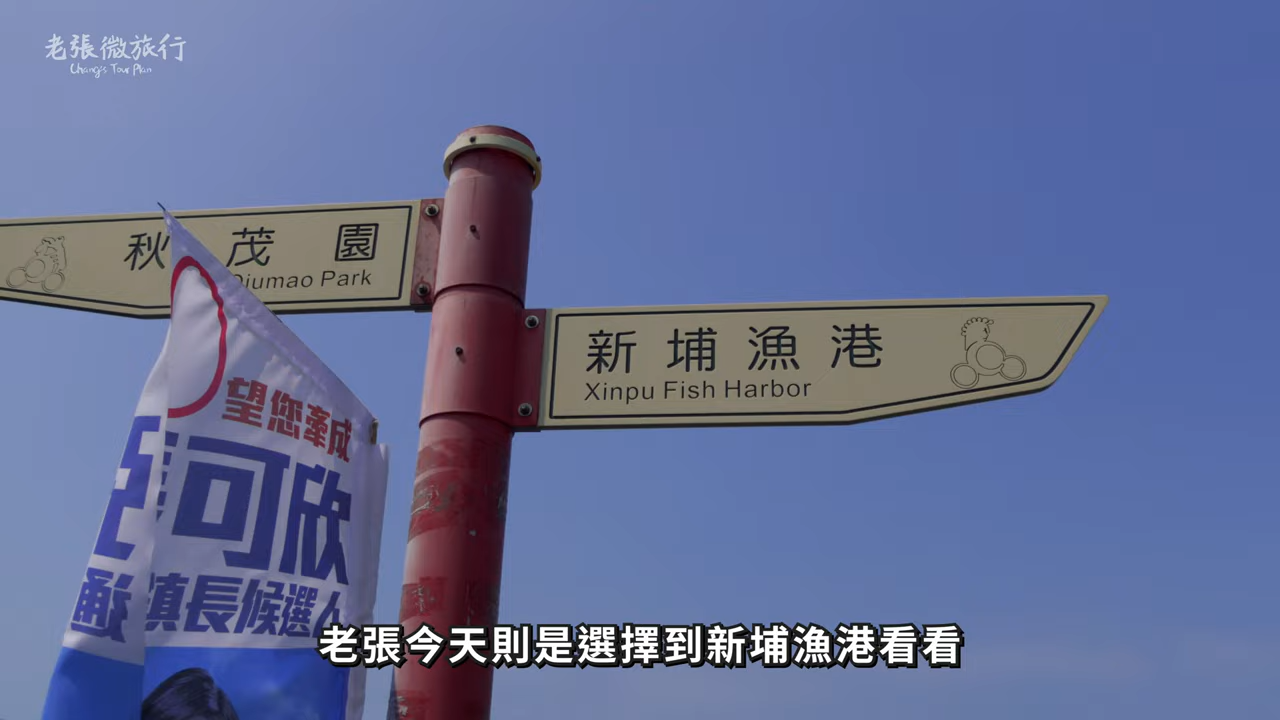 老張微旅行
Chang's Tour Plan
秋茂園
Qiumao Park
新埔漁港
Xinpu Fish Harbor
望您牽成
可欣
鎮長候選人
老張今天則是選擇到新埔漁港看看